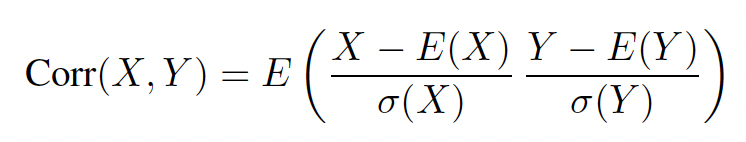 Corr(X, Y) = E ( (X − E(X))/σ(X) (Y − E(Y))/σ(Y) )